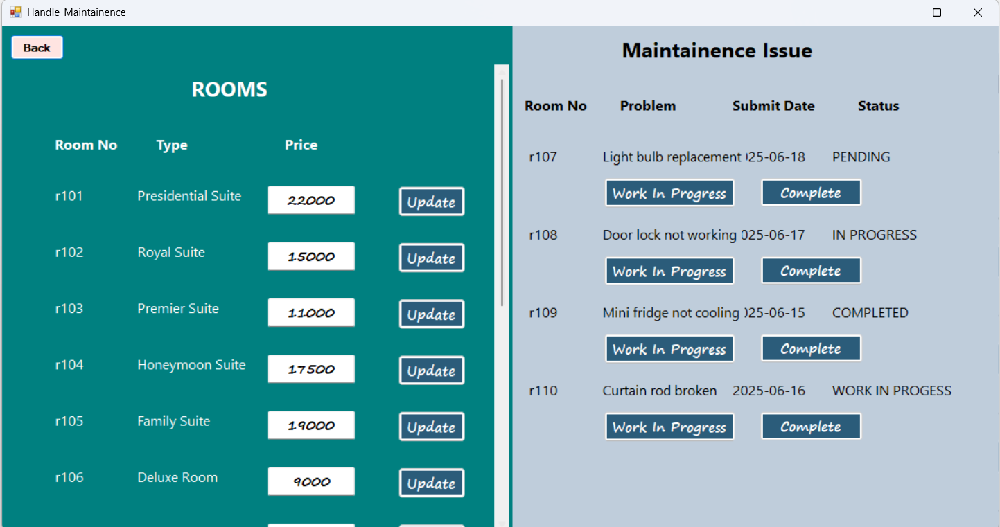 Handle_Maintainence
Back
ROOMS
Room No Type Price
r101 Presidential Suite 22000 Update
r102 Royal Suite 15000 Update
r103 Premier Suite 11000 Update
r104 Honeymoon Suite 17500 Update
r105 Family Suite 19000 Update
r106 Deluxe Room 9000 Update
Maintainence Issue
Room No Problem Submit Date Status
r107 Light bulb replacement 025-06-18 PENDING
Work In Progress Complete
r108 Door lock not working 025-06-17 IN PROGRESS
Work In Progress Complete
r109 Mini fridge not cooling 025-06-15 COMPLETED
Work In Progress Complete
r110 Curtain rod broken 2025-06-16 WORK IN PROGESS
Work In Progress Complete